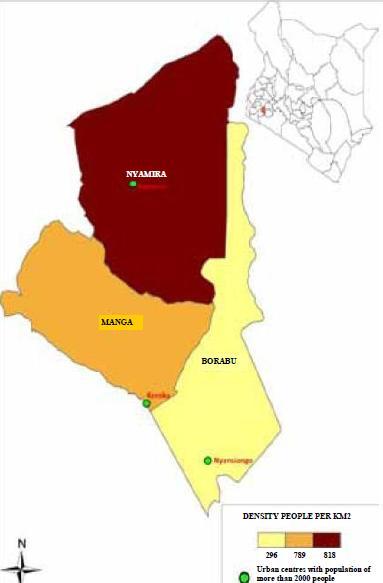 NYAMIRA
MANGA
BORABU
Keroka
Nyansiongo
DENSITY PEOPLE PER KM2
296 789 818
Urban centres with population of
more than 2000 people
N